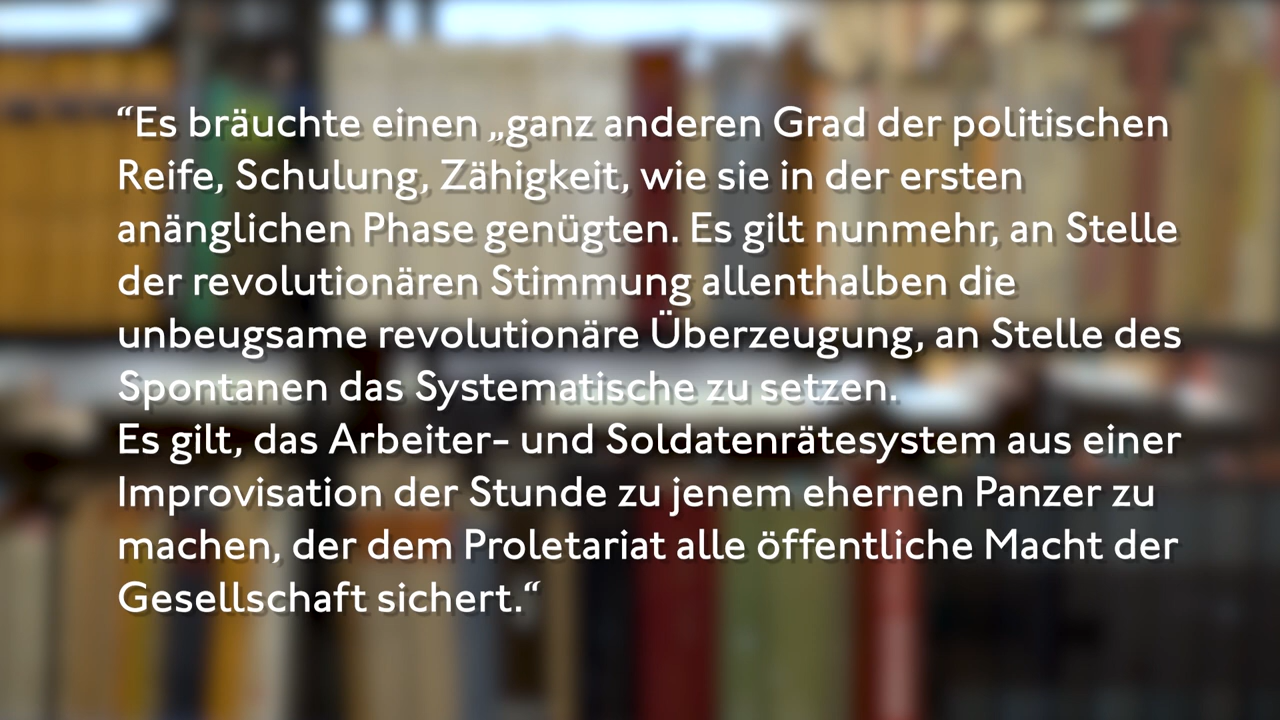 “Es bräuchte einen „ganz anderen Grad der politischen
Reife, Schulung, Zähigkeit, wie sie in der ersten
anänglichen Phase genügten. Es gilt nunmehr, an Stelle
der revolutionären Stimmung allenthalben die
unbeugsame revolutionäre Überzeugung, an Stelle des
Spontanen das Systematische zu setzen.
Es gilt, das Arbeiter- und Soldatenrätesystem aus einer
Improvisation der Stunde zu jenem ehernen Panzer zu
machen, der dem Proletariat alle öffentliche Macht der
Gesellschaft sichert.“